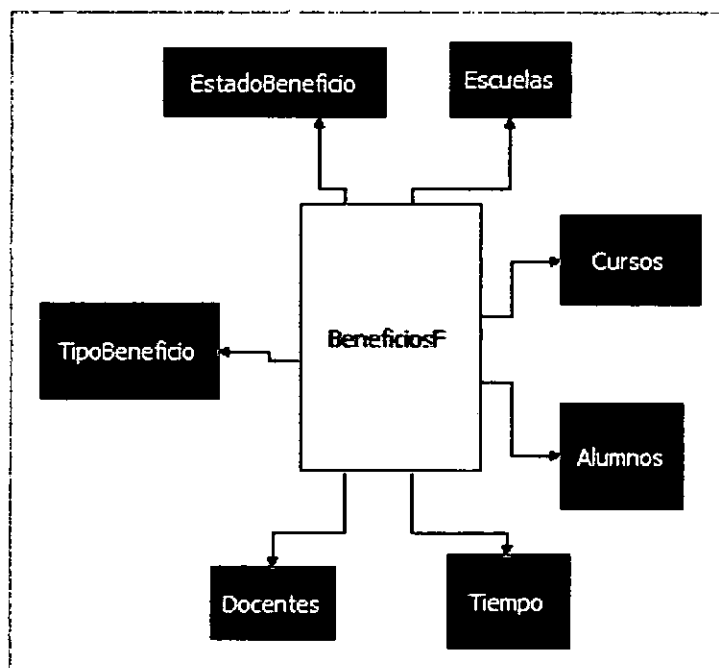 EstadoBeneficio
Escuelas
Cursos
BeneficiosF
TipoBeneficio
Alumnos
Docentes
Tiempo